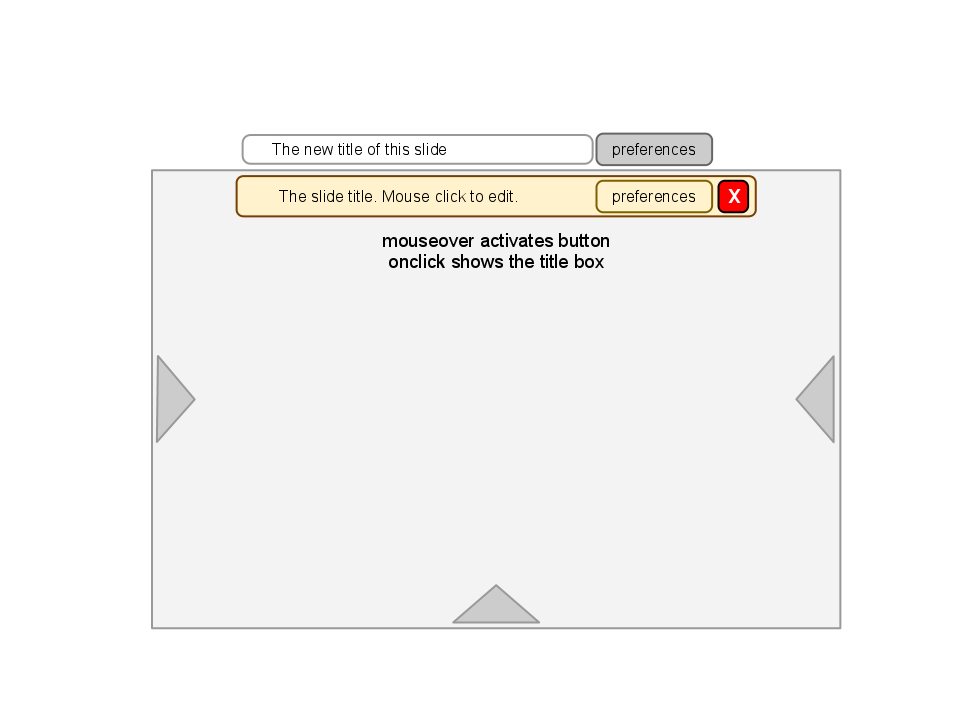 The new title of this slide preferences
The slide title. Mouse click to edit. preferences X
mouseover activates button
onclick shows the title box